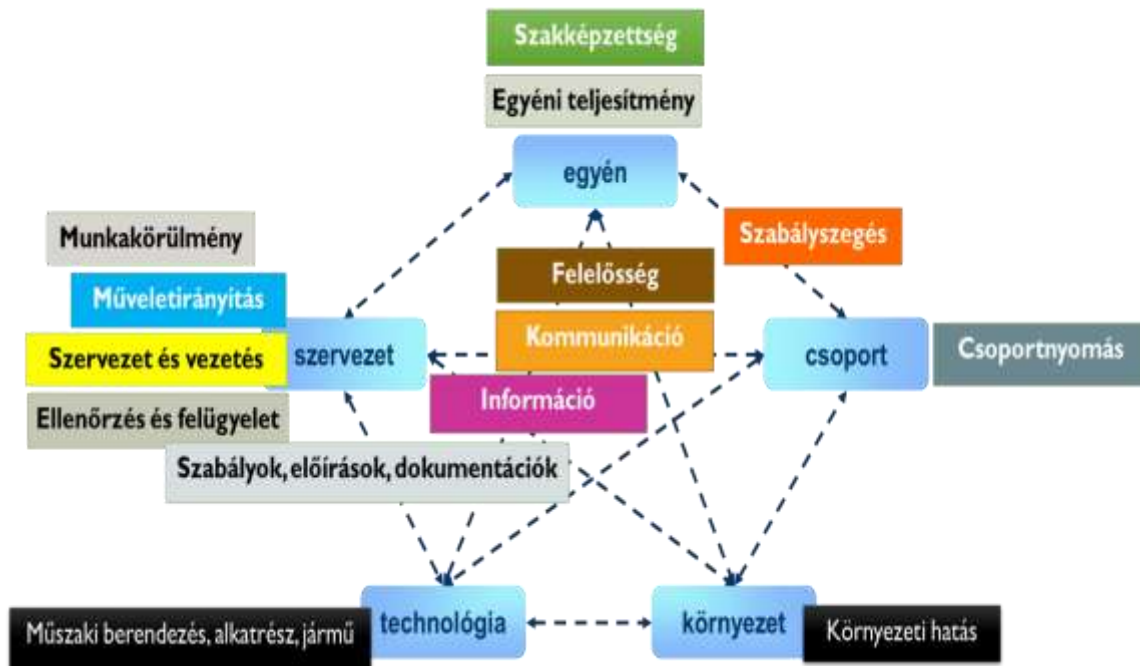 Szakképzettség
Egyéni teljesítmény
egyén
Munkakörülmény
Szabályszegés
Felelősség
Műveletirányítás
Kommunikáció
Szervezet és vezetés
szervezet
csoport
Csoportnyomás
Információ
Ellenőrzés és felügyelet
Szabályok, előírások, dokumentációk
Műszaki berendezés, alkatrész, jármű
technológia
környezet
Környezeti hatás